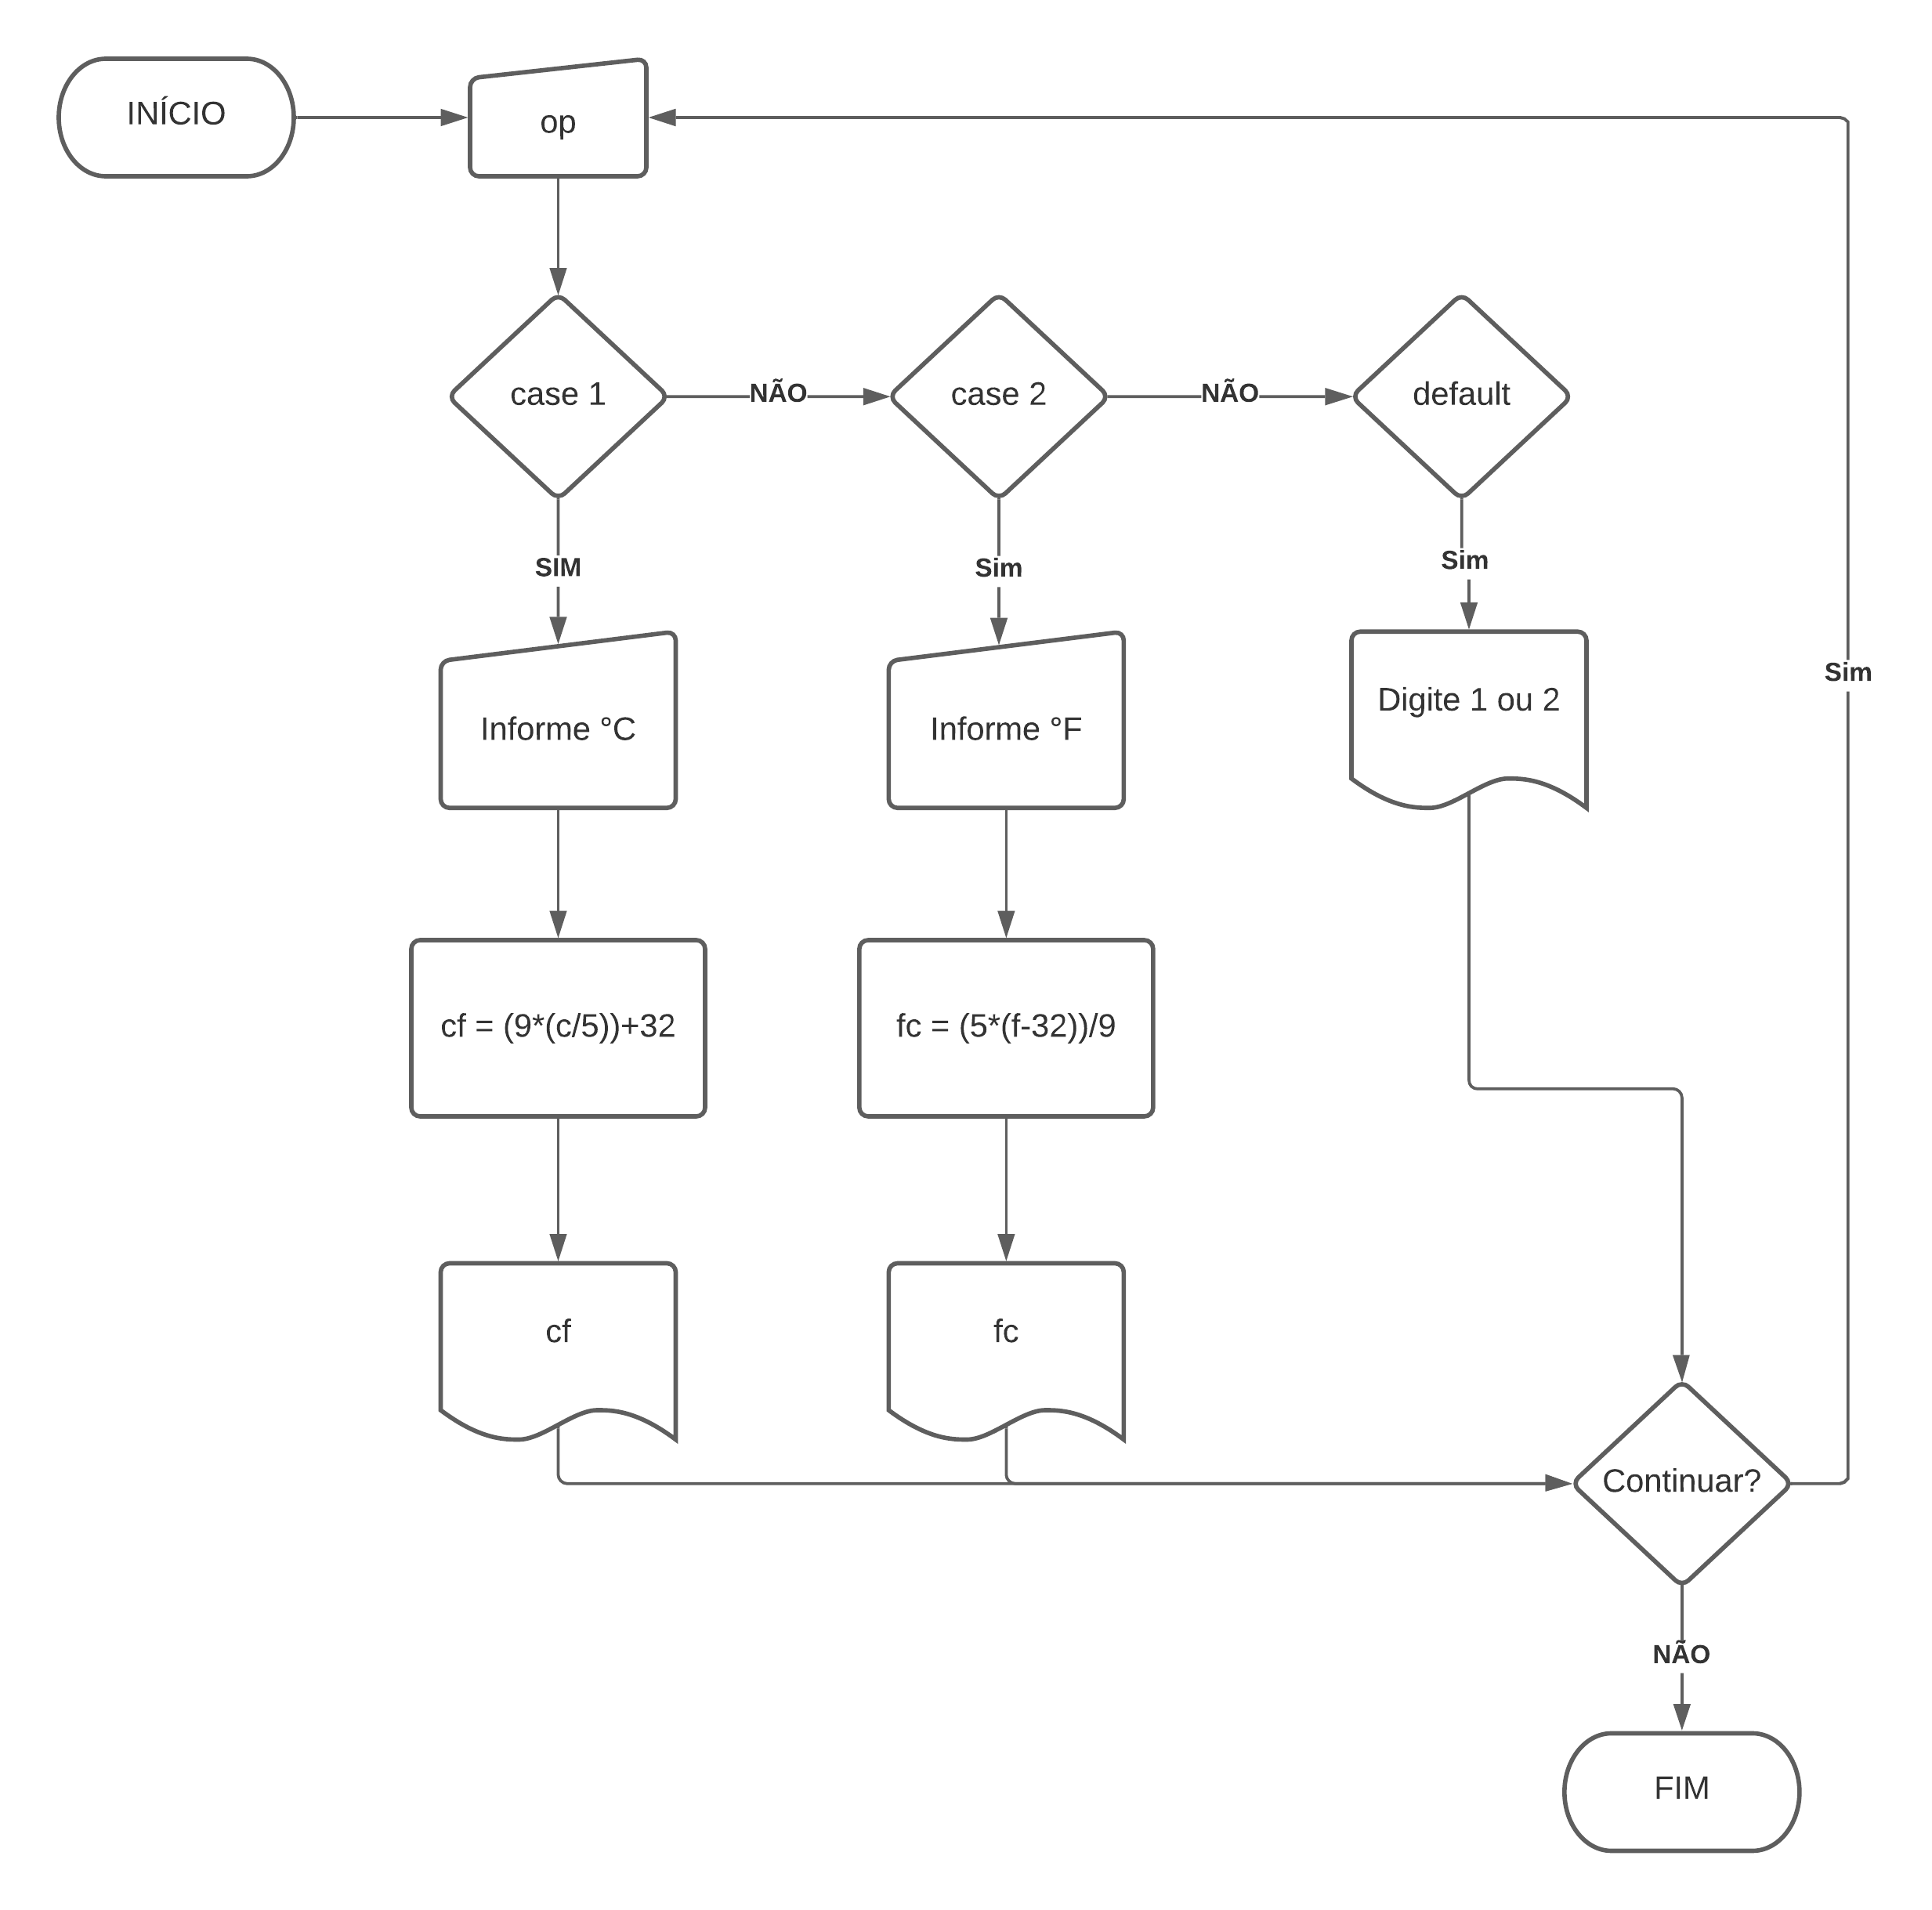 INÍCIO
op
case 1
NÃO
case 2
NÃO
default
SIM
Sim
Sim
Sim
Informe °C
Informe °F
Digite 1 ou 2
cf = (9*(c/5))+32
fc = (5*(f-32))/9
cf
fc
Continuar?
NÃO
FIM